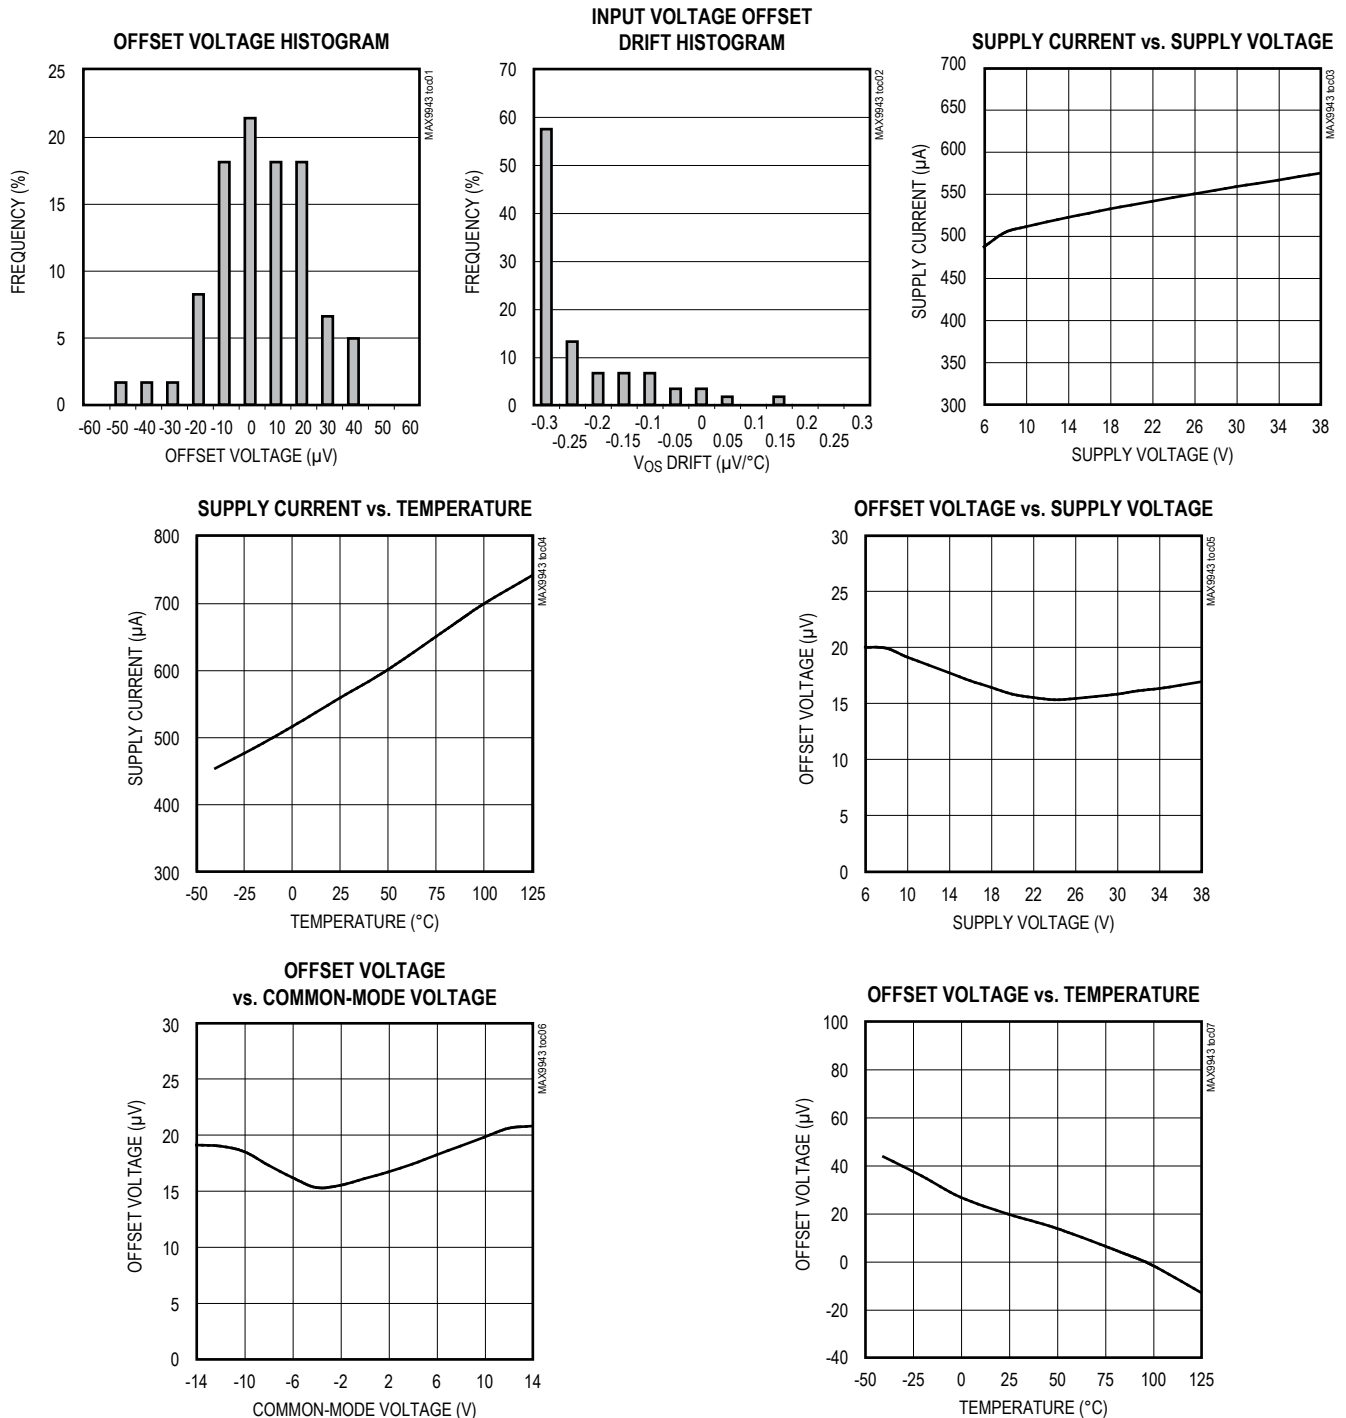 OFFSET VOLTAGE HISTOGRAM
MAX9943 toc01
FREQUENCY (%)
25
20
15
10
5
0
-60 -50 -40 -30 -20 -10 0 10 20 30 40 50 60
OFFSET VOLTAGE (µV)
INPUT VOLTAGE OFFSET
DRIFT HISTOGRAM
MAX9943 toc02
FREQUENCY (%)
70
60
50
40
30
20
10
0
-0.3 -0.2 -0.1 0 0.1 0.2 0.3
-0.25 -0.15 -0.05 0.05 0.15 0.25
VOS DRIFT (µV/°C)
SUPPLY CURRENT vs. SUPPLY VOLTAGE
MAX9943 toc03
SUPPLY CURRENT (µA)
700
650
600
550
500
450
400
350
300
6 10 14 18 22 26 30 34 38
SUPPLY VOLTAGE (V)
SUPPLY CURRENT vs. TEMPERATURE
MAX9943 toc04
SUPPLY CURRENT (µA)
800
700
600
500
400
300
-50 -25 0 25 50 75 100 125
TEMPERATURE (°C)
OFFSET VOLTAGE vs. SUPPLY VOLTAGE
MAX9943 toc05
OFFSET VOLTAGE (µV)
30
25
20
15
10
5
0
6 10 14 18 22 26 30 34 38
SUPPLY VOLTAGE (V)
OFFSET VOLTAGE
vs. COMMON-MODE VOLTAGE
MAX9943 toc06
OFFSET VOLTAGE (µV)
30
25
20
15
10
5
0
-14 -10 -6 -2 2 6 10 14
COMMON-MODE VOLTAGE (V)
OFFSET VOLTAGE vs. TEMPERATURE
MAX9943 toc07
OFFSET VOLTAGE (µV)
100
80
60
40
20
0
-20
-40
-50 -25 0 25 50 75 100 125
TEMPERATURE (°C)